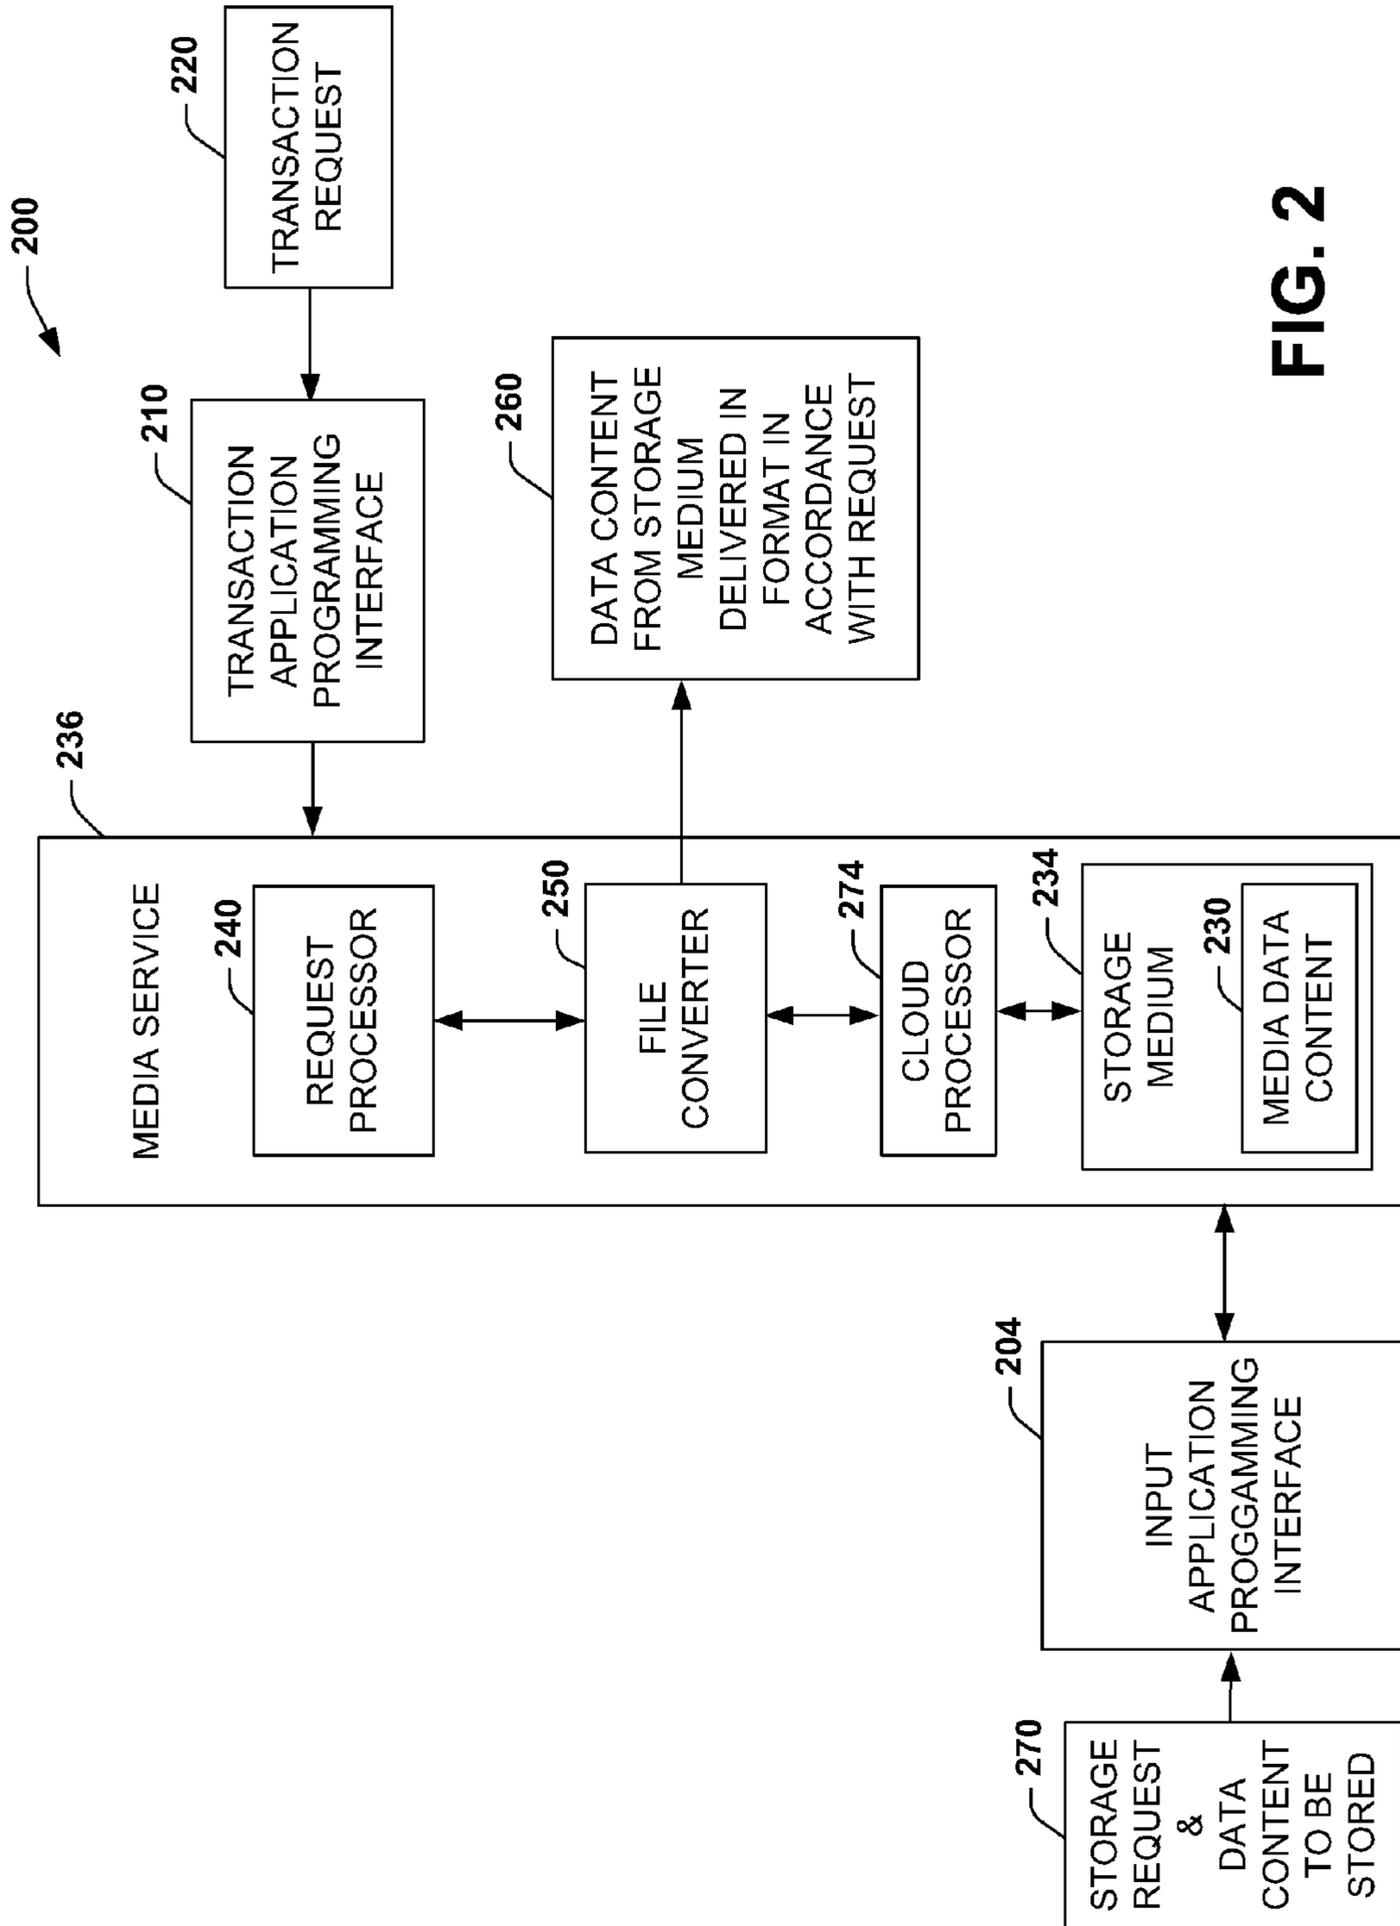 200
MEDIA SERVICE
236
240
REQUEST
PROCESSOR
210
TRANSACTION
APPLICATION
PROGRAMMING
INTERFACE
220
TRANSACTION
REQUEST
250
FILE
CONVERTER
260
DATA CONTENT
FROM STORAGE
MEDIUM
DELIVERED IN
FORMAT IN
ACCORDANCE
WITH REQUEST
274
CLOUD
PROCESSOR
270
STORAGE
REQUEST
&
DATA
CONTENT
TO BE
STORED
204
INPUT
APPLICATION
PROGGAMMING
INTERFACE
234
STORAGE
MEDIUM
230
MEDIA DATA
CONTENT
FIG. 2